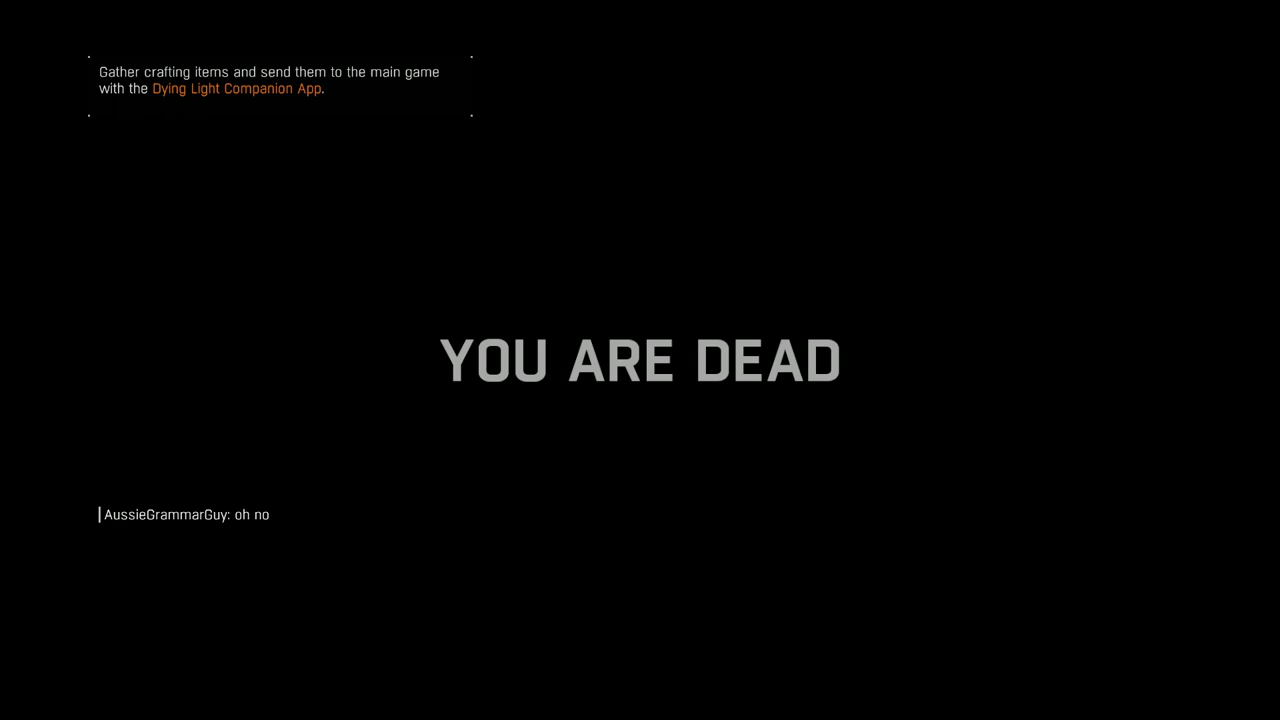 Gather crafting items and send them to the main game
with the Dying Light Companion App.
YOU ARE DEAD
AussieGrammarGuy: oh no